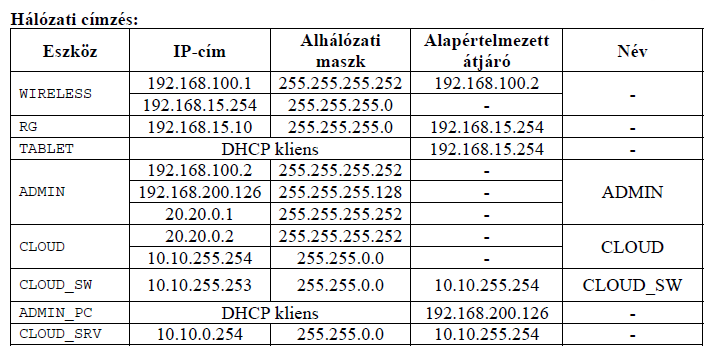 Hálózati címzés:
Eszköz IP-cím Alhálózati maszk Alapértelmezett átjáró Név
WIRELESS 192.168.100.1 255.255.255.252 192.168.100.2 -
192.168.15.254 255.255.255.0 -
RG 192.168.15.10 255.255.255.0 192.168.15.254 -
TABLET DHCP kliens 192.168.15.254 -
ADMIN 192.168.100.2 255.255.255.252 - ADMIN
192.168.200.126 255.255.255.128 -
20.20.0.1 255.255.255.252 -
CLOUD 20.20.0.2 255.255.255.252 - CLOUD
10.10.255.254 255.255.0.0 -
CLOUD_SW 10.10.255.253 255.255.0.0 10.10.255.254 CLOUD_SW
ADMIN_PC DHCP kliens 192.168.200.126 -
CLOUD_SRV 10.10.0.254 255.255.0.0 10.10.255.254 -